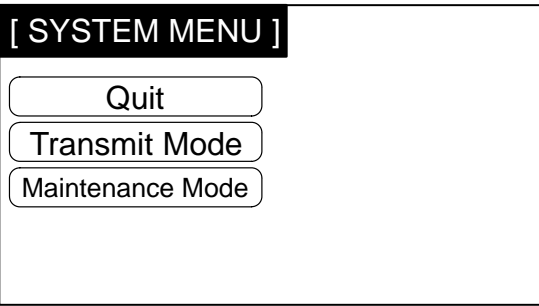 [ SYSTEM MENU ]
Quit
Transmit Mode
Maintenance Mode